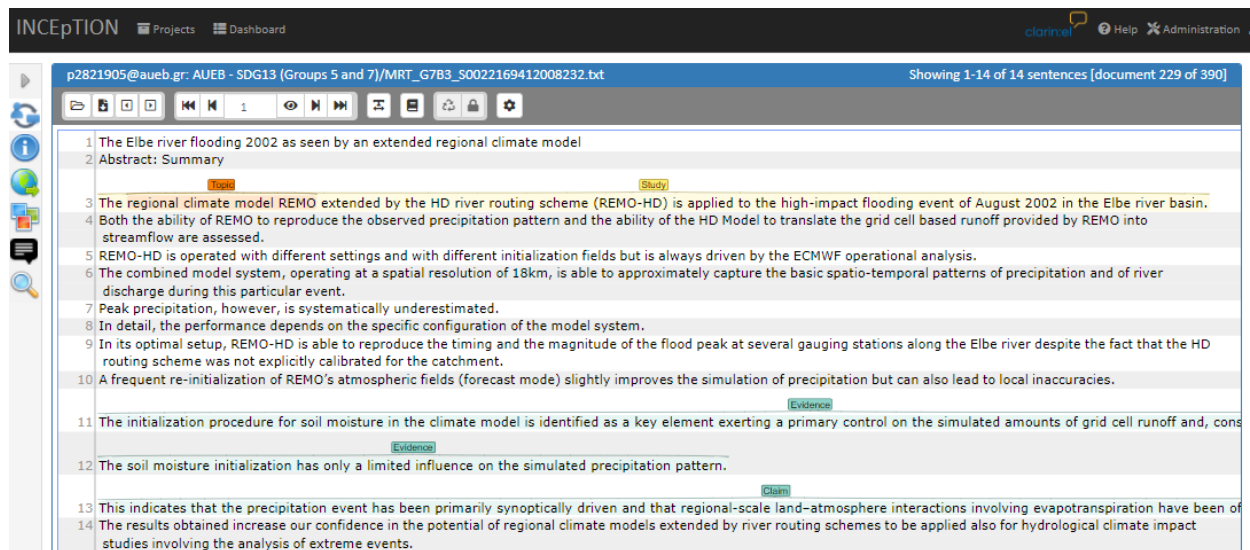 INCEpTION Projects Dashboard clarin:el Help Administration
p2821905@aueb.gr: AUEB - SDG13 (Groups 5 and 7)/MRT_G7B3_S0022169412008232.txt Showing 1-14 of 14 sentences [document 229 of 390]
1
1 The Elbe river flooding 2002 as seen by an extended regional climate model
2 Abstract: Summary
Topic Study
3 The regional climate model REMO extended by the HD river routing scheme (REMO-HD) is applied to the high-impact flooding event of August 2002 in the Elbe river basin.
4 Both the ability of REMO to reproduce the observed precipitation pattern and the ability of the HD Model to translate the grid cell based runoff provided by REMO into
streamflow are assessed.
5 REMO-HD is operated with different settings and with different initialization fields but is always driven by the ECMWF operational analysis.
6 The combined model system, operating at a spatial resolution of 18km, is able to approximately capture the basic spatio-temporal patterns of precipitation and of river
discharge during this particular event.
7 Peak precipitation, however, is systematically underestimated.
8 In detail, the performance depends on the specific configuration of the model system.
9 In its optimal setup, REMO-HD is able to reproduce the timing and the magnitude of the flood peak at several gauging stations along the Elbe river despite the fact that the HD
routing scheme was not explicitly calibrated for the catchment.
10 A frequent re-initialization of REMO's atmospheric fields (forecast mode) slightly improves the simulation of precipitation but can also lead to local inaccuracies.
Evidence
11 The initialization procedure for soil moisture in the climate model is identified as a key element exerting a primary control on the simulated amounts of grid cell runoff and, cons
Evidence
12 The soil moisture initialization has only a limited influence on the simulated precipitation pattern.
Claim
13 This indicates that the precipitation event has been primarily synoptically driven and that regional-scale land–atmosphere interactions involving evapotranspiration have been of
14 The results obtained increase our confidence in the potential of regional climate models extended by river routing schemes to be applied also for hydrological climate impact
studies involving the analysis of extreme events.